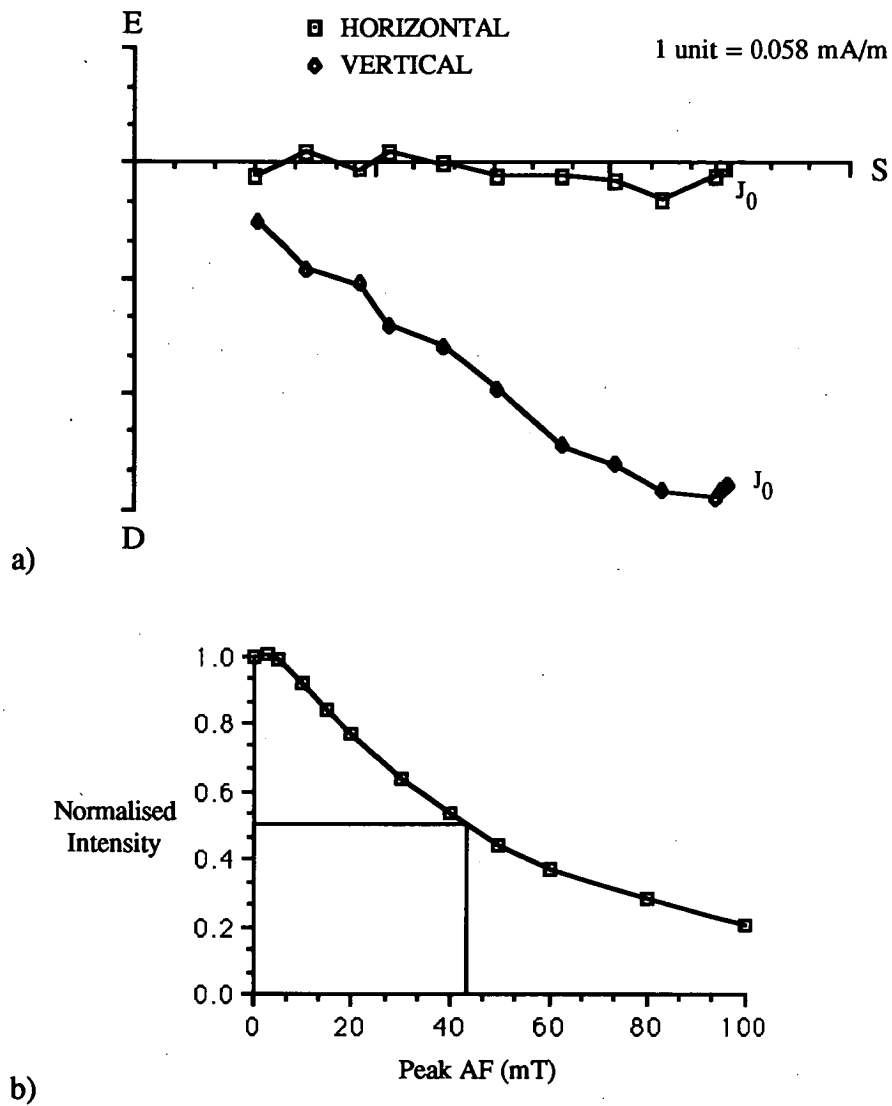 E
HORIZONTAL
VERTICAL
1 unit = 0.058 mA/m
S
J0
J0
D
a)
1.0
0.8
0.6
0.4
0.2
0.0
Normalised
Intensity
0 20 40 60 80 100
Peak AF (mT)
b)